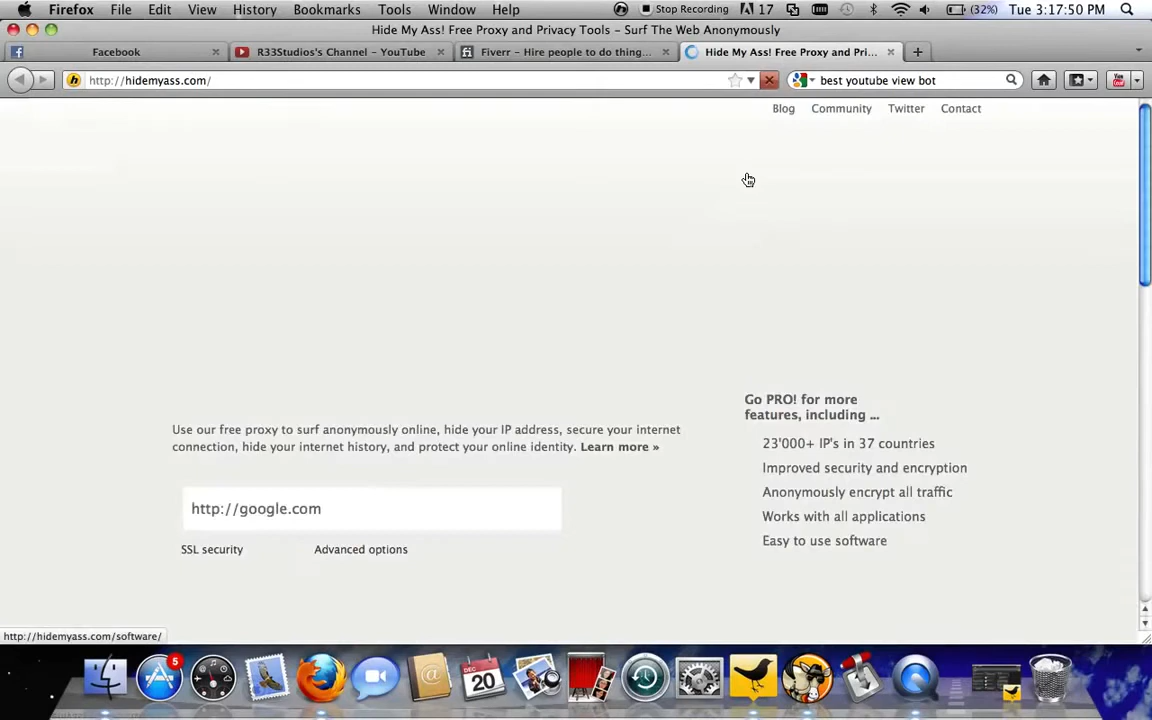 Firefox File Edit View History Bookmarks Tools Window Help Stop Recording 17 (32%) Tue 3:17:50 PM
Hide My Ass! Free Proxy and Privacy Tools – Surf The Web Anonymously
Facebook R33Studios's Channel – YouTube Fiverr – Hire people to do thing... Hide My Ass! Free Proxy and Pri...
http://hidemyass.com/ best youtube view bot
Blog Community Twitter Contact
Go PRO! for more
features, including ...
Use our free proxy to surf anonymously online, hide your IP address, secure your internet
connection, hide your internet history, and protect your online identity. Learn more »
23'000+ IP's in 37 countries
Improved security and encryption
Anonymously encrypt all traffic
Works with all applications
Easy to use software
http://google.com
SSL security Advanced options
http://hidemyass.com/software/
5
DEC
20